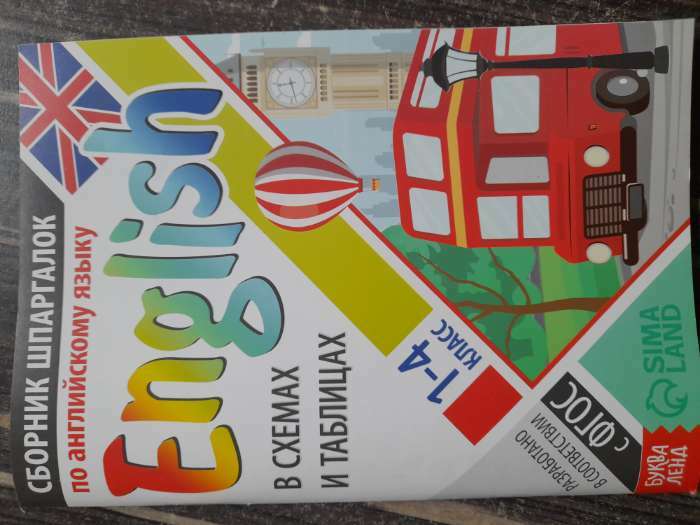 СБОРНИК ШПАРГАЛОК
по английскому языку
English
В СХЕМАХ
И ТАБЛИЦАХ
1-4
КЛАСС
РАЗРАБОТАНО
В СООТВЕТСТВИИ
С ФГОС
БУКВА
ЛЕНД
SIMA
LAND